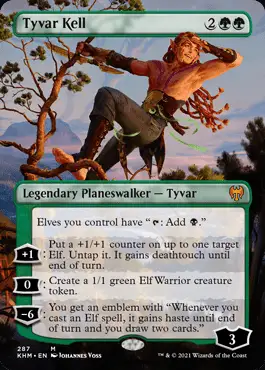 Tyvar Kell 2
Legendary Planeswalker — Tyvar
Elves you control have “: Add .”
+1: Put a +1/+1 counter on up to one target
Elf. Untap it. It gains deathtouch until
end of turn.
0: Create a 1/1 green Elf Warrior creature
token.
−6: You get an emblem with “Whenever you
cast an Elf spell, it gains haste until end
of turn and you draw two cards.”
3
287 M
KHM • EN Johannes Voss
™ & © 2021 Wizards of the Coast